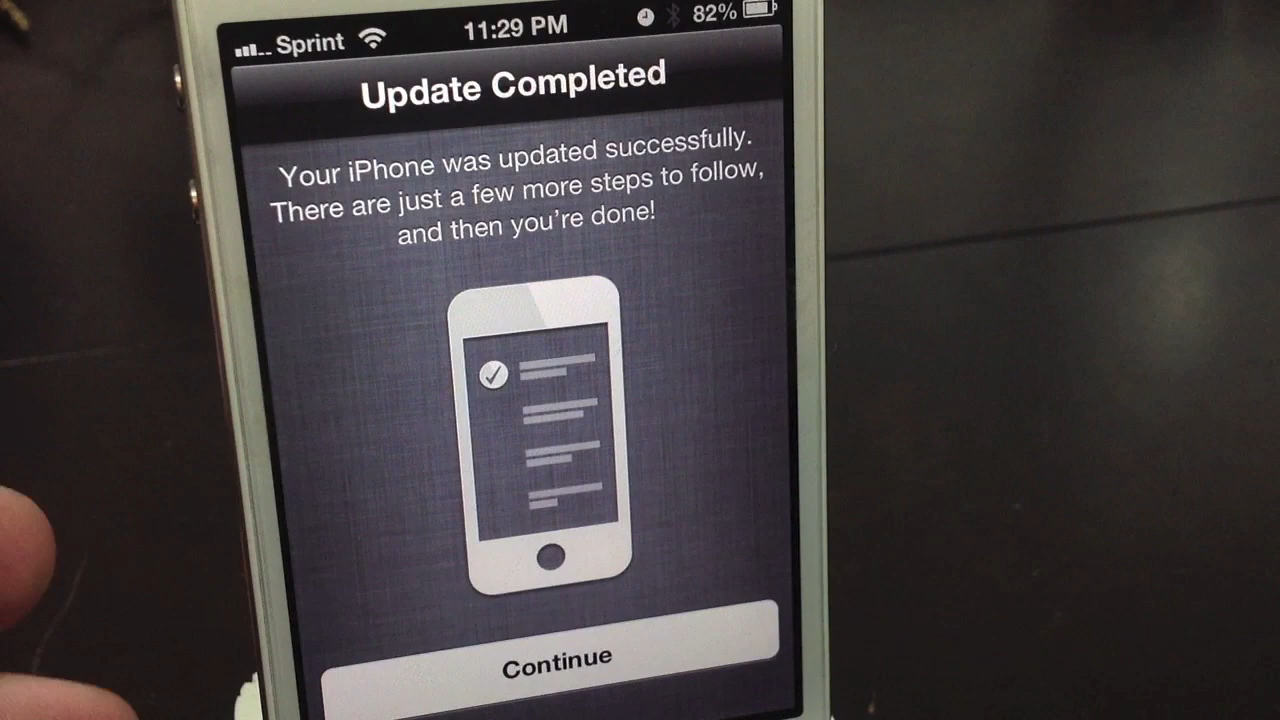 Sprint 11:29 PM 82%
Update Completed
Your iPhone was updated successfully.
There are just a few more steps to follow,
and then you're done!
Continue